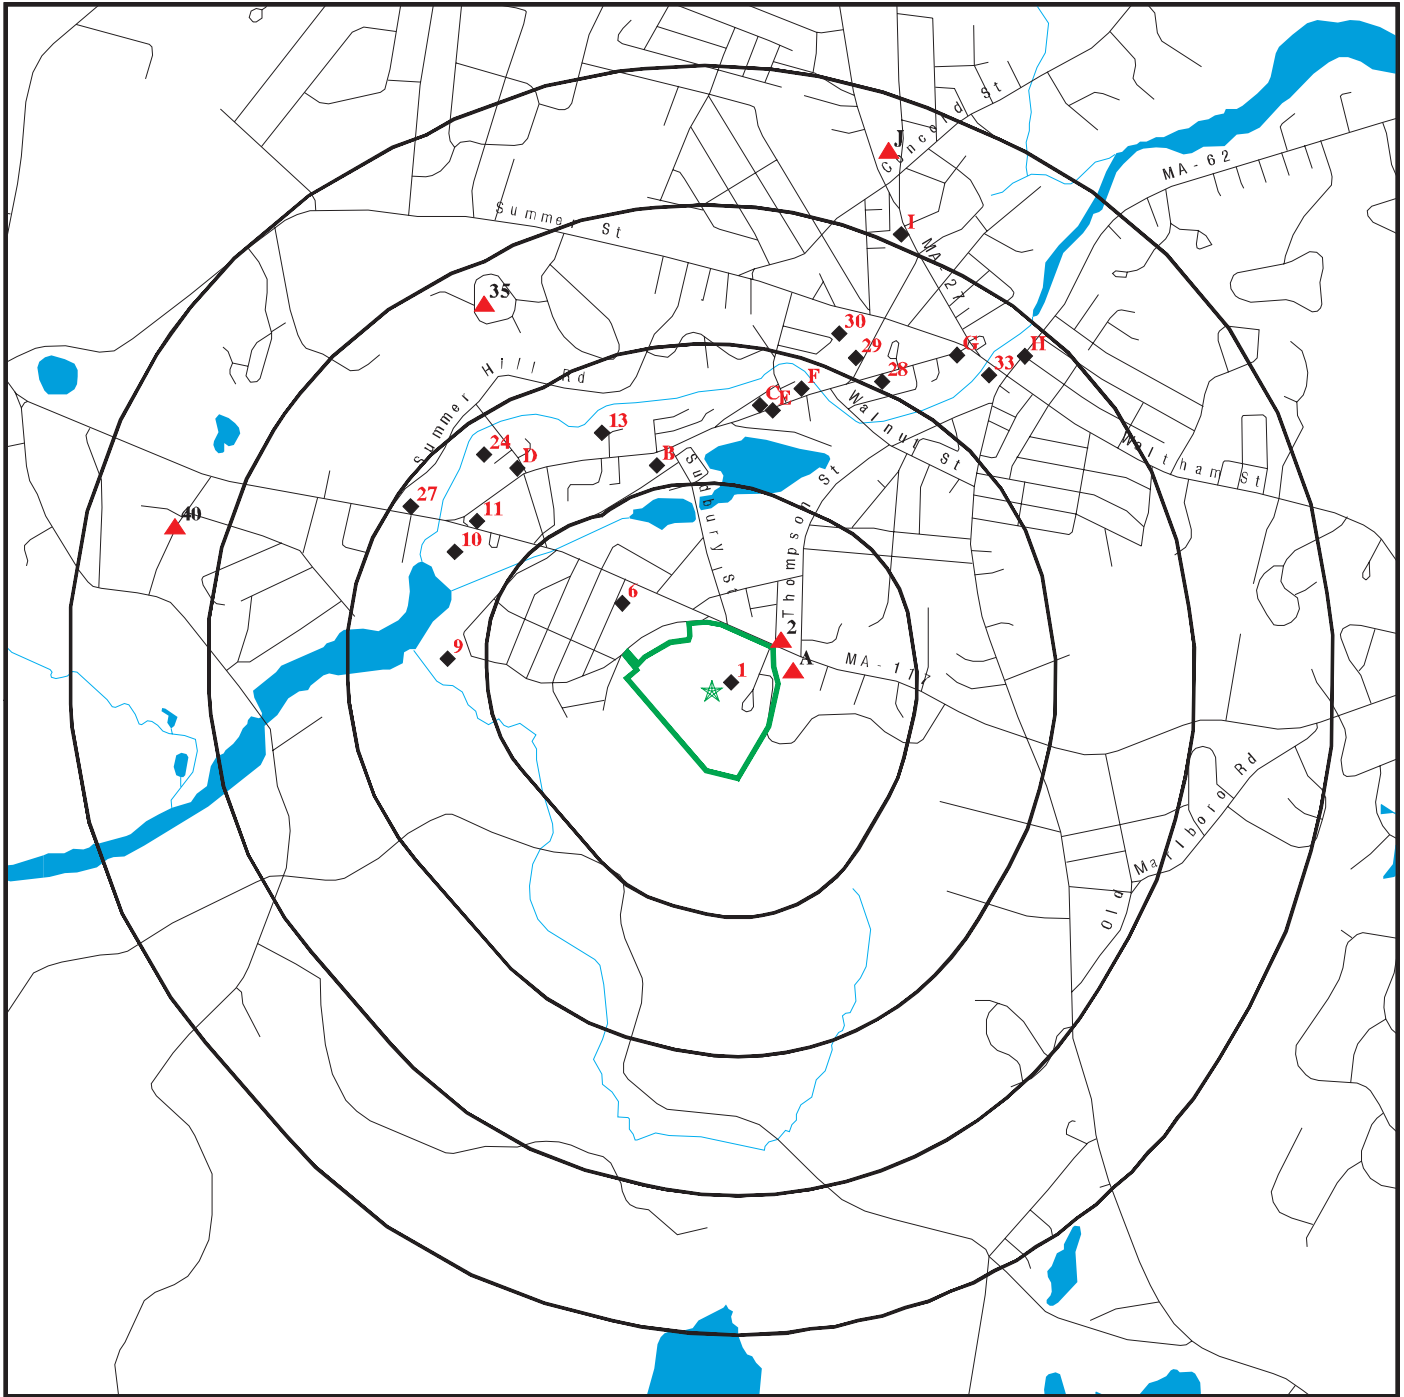 J
Concord St
MA-62
Summer St
I
MA-27
35
30
29
G
H
33
28
Summer Hill Rd
F
C
E
Walnut St
13
24
D
B
Waltham St
Sudbury St
Thompson St
27
11
40
10
6
2
A
MA-117
9
1
Old Marlboro Rd